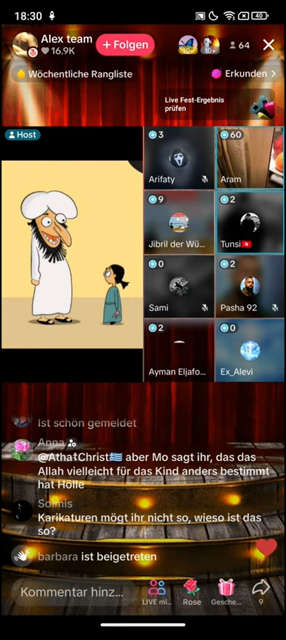 18:30
40
Alex team
16.9K
+ Folgen
64
Wöchentliche Rangliste
Erkunden >
Live Fest-Ergebnis
prüfen
Host
3
Arifaty
60
Aram
9
Jibril der Wü...
2
Tunsi
0
Sami
2
Pasha 92
2
Ayman Eljafo...
0
Ex_Alevi
Ist schön gemeldet
Anna
@Atha✝Christ🇬🇷 aber Mo sagt ihr, das das
Allah vielleicht für das Kind anders bestimmt
hat Hölle
Solmis
Karikaturen mögt ihr nicht so, wieso ist das
so?
barbara ist beigetreten
Kommentar hinz...
LIVE mi...
Rose
Gesche...
9